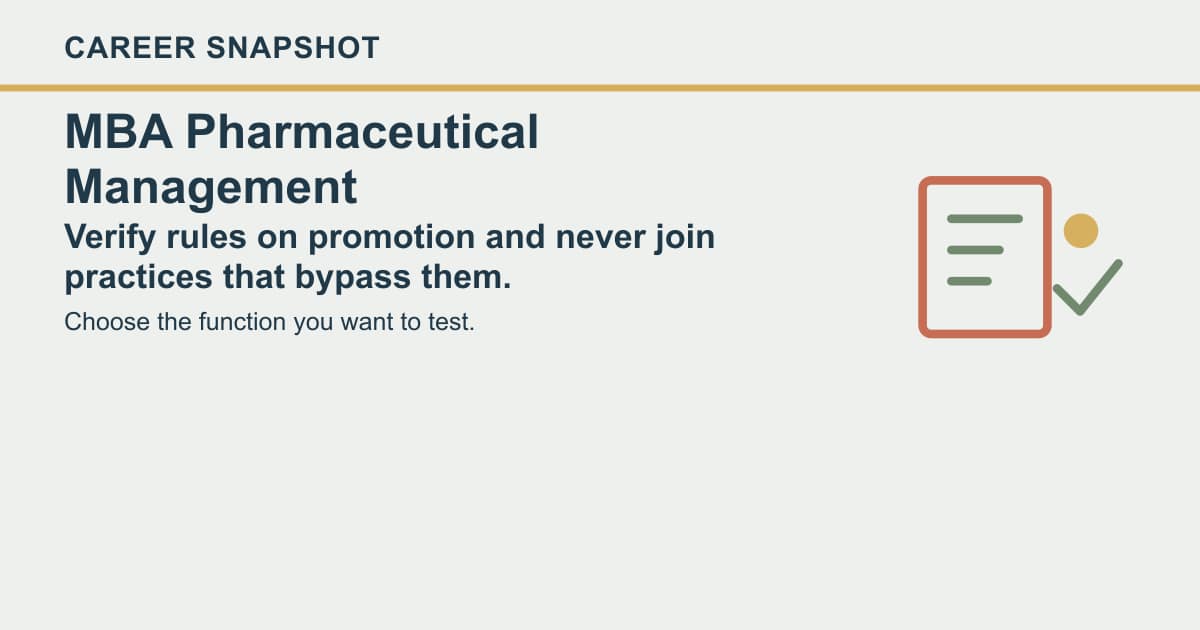 CAREER SNAPSHOT
MBA Pharmaceutical
Management
Verify rules on promotion and never join
practices that bypass them.
Choose the function you want to test.